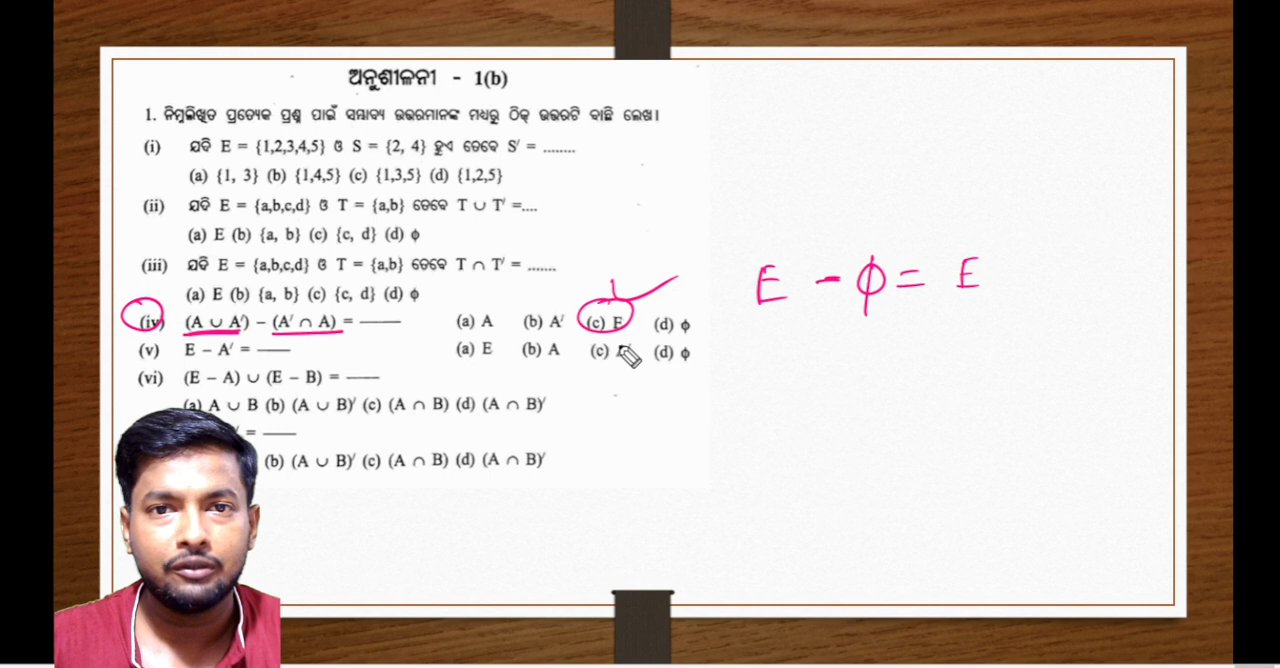 ଅନୁଶୀଳନୀ - 1(b)
1. ନିମ୍ନଲିଖିତ ପ୍ରତ୍ୟେକ ପ୍ରଶ୍ନ ପାଇଁ ସମ୍ଭାବ୍ୟ ଉତ୍ତରମାନଙ୍କ ମଧ୍ୟରୁ ଠିକ୍ ଉତ୍ତରଟି ବାଛି ଲେଖ।
(i) ଯଦି E = {1,2,3,4,5} ଓ S = {2, 4} ହୁଏ ତେବେ S′ = ........
(a) {1, 3} (b) {1,4,5} (c) {1,3,5} (d) {1,2,5}
(ii) ଯଦି E = {a,b,c,d} ଓ T = {a,b} ତେବେ T ∪ T′ =....
(a) E (b) {a, b} (c) {c, d} (d) ϕ
(iii) ଯଦି E = {a,b,c,d} ଓ T = {a,b} ତେବେ T ∩ T′ = .......
(a) E (b) {a, b} (c) {c, d} (d) ϕ
(iv) (A ∪ A′) – (A′ ∩ A) = —— (a) A (b) A′ (c) E (d) ϕ
(v) E – A′ = —— (a) E (b) A (c) (d) ϕ
(vi) (E – A) ∪ (E – B) = ——
(a) A ∪ B (b) (A ∪ B)′ (c) (A ∩ B) (d) (A ∩ B)′
= ——
(b) (A ∪ B)′ (c) (A ∩ B) (d) (A ∩ B)′
E - ϕ = E